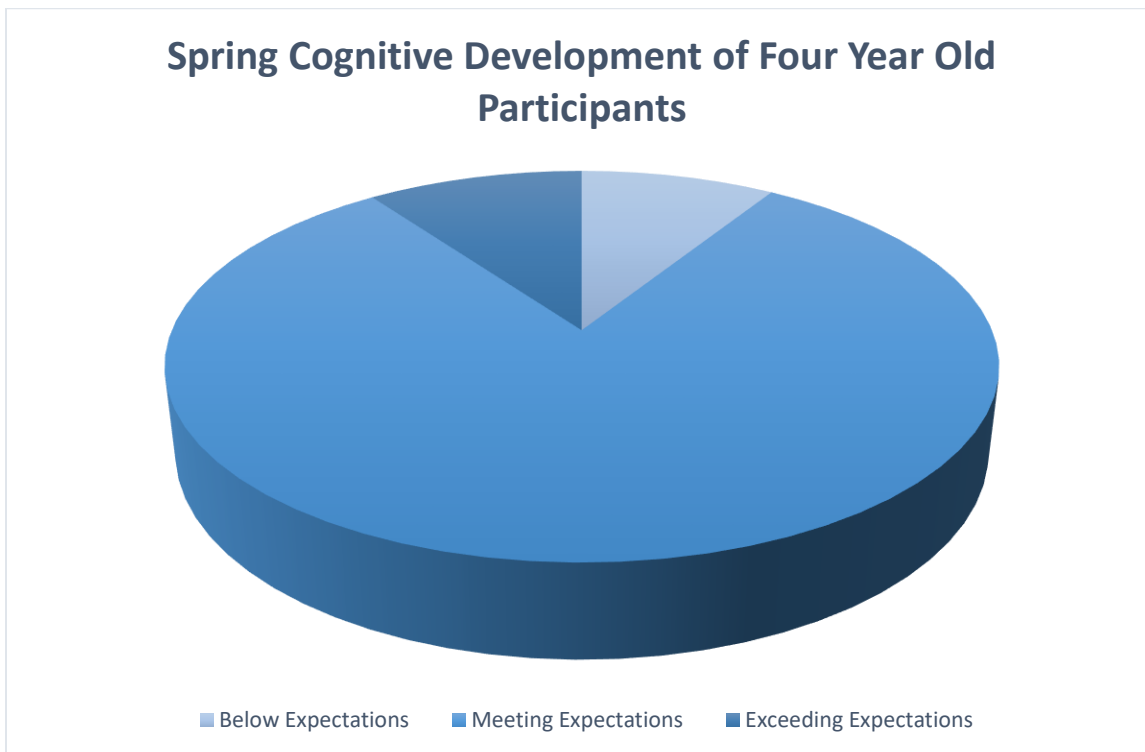 Spring Cognitive Development of Four Year Old
Participants
Below Expectations Meeting Expectations Exceeding Expectations